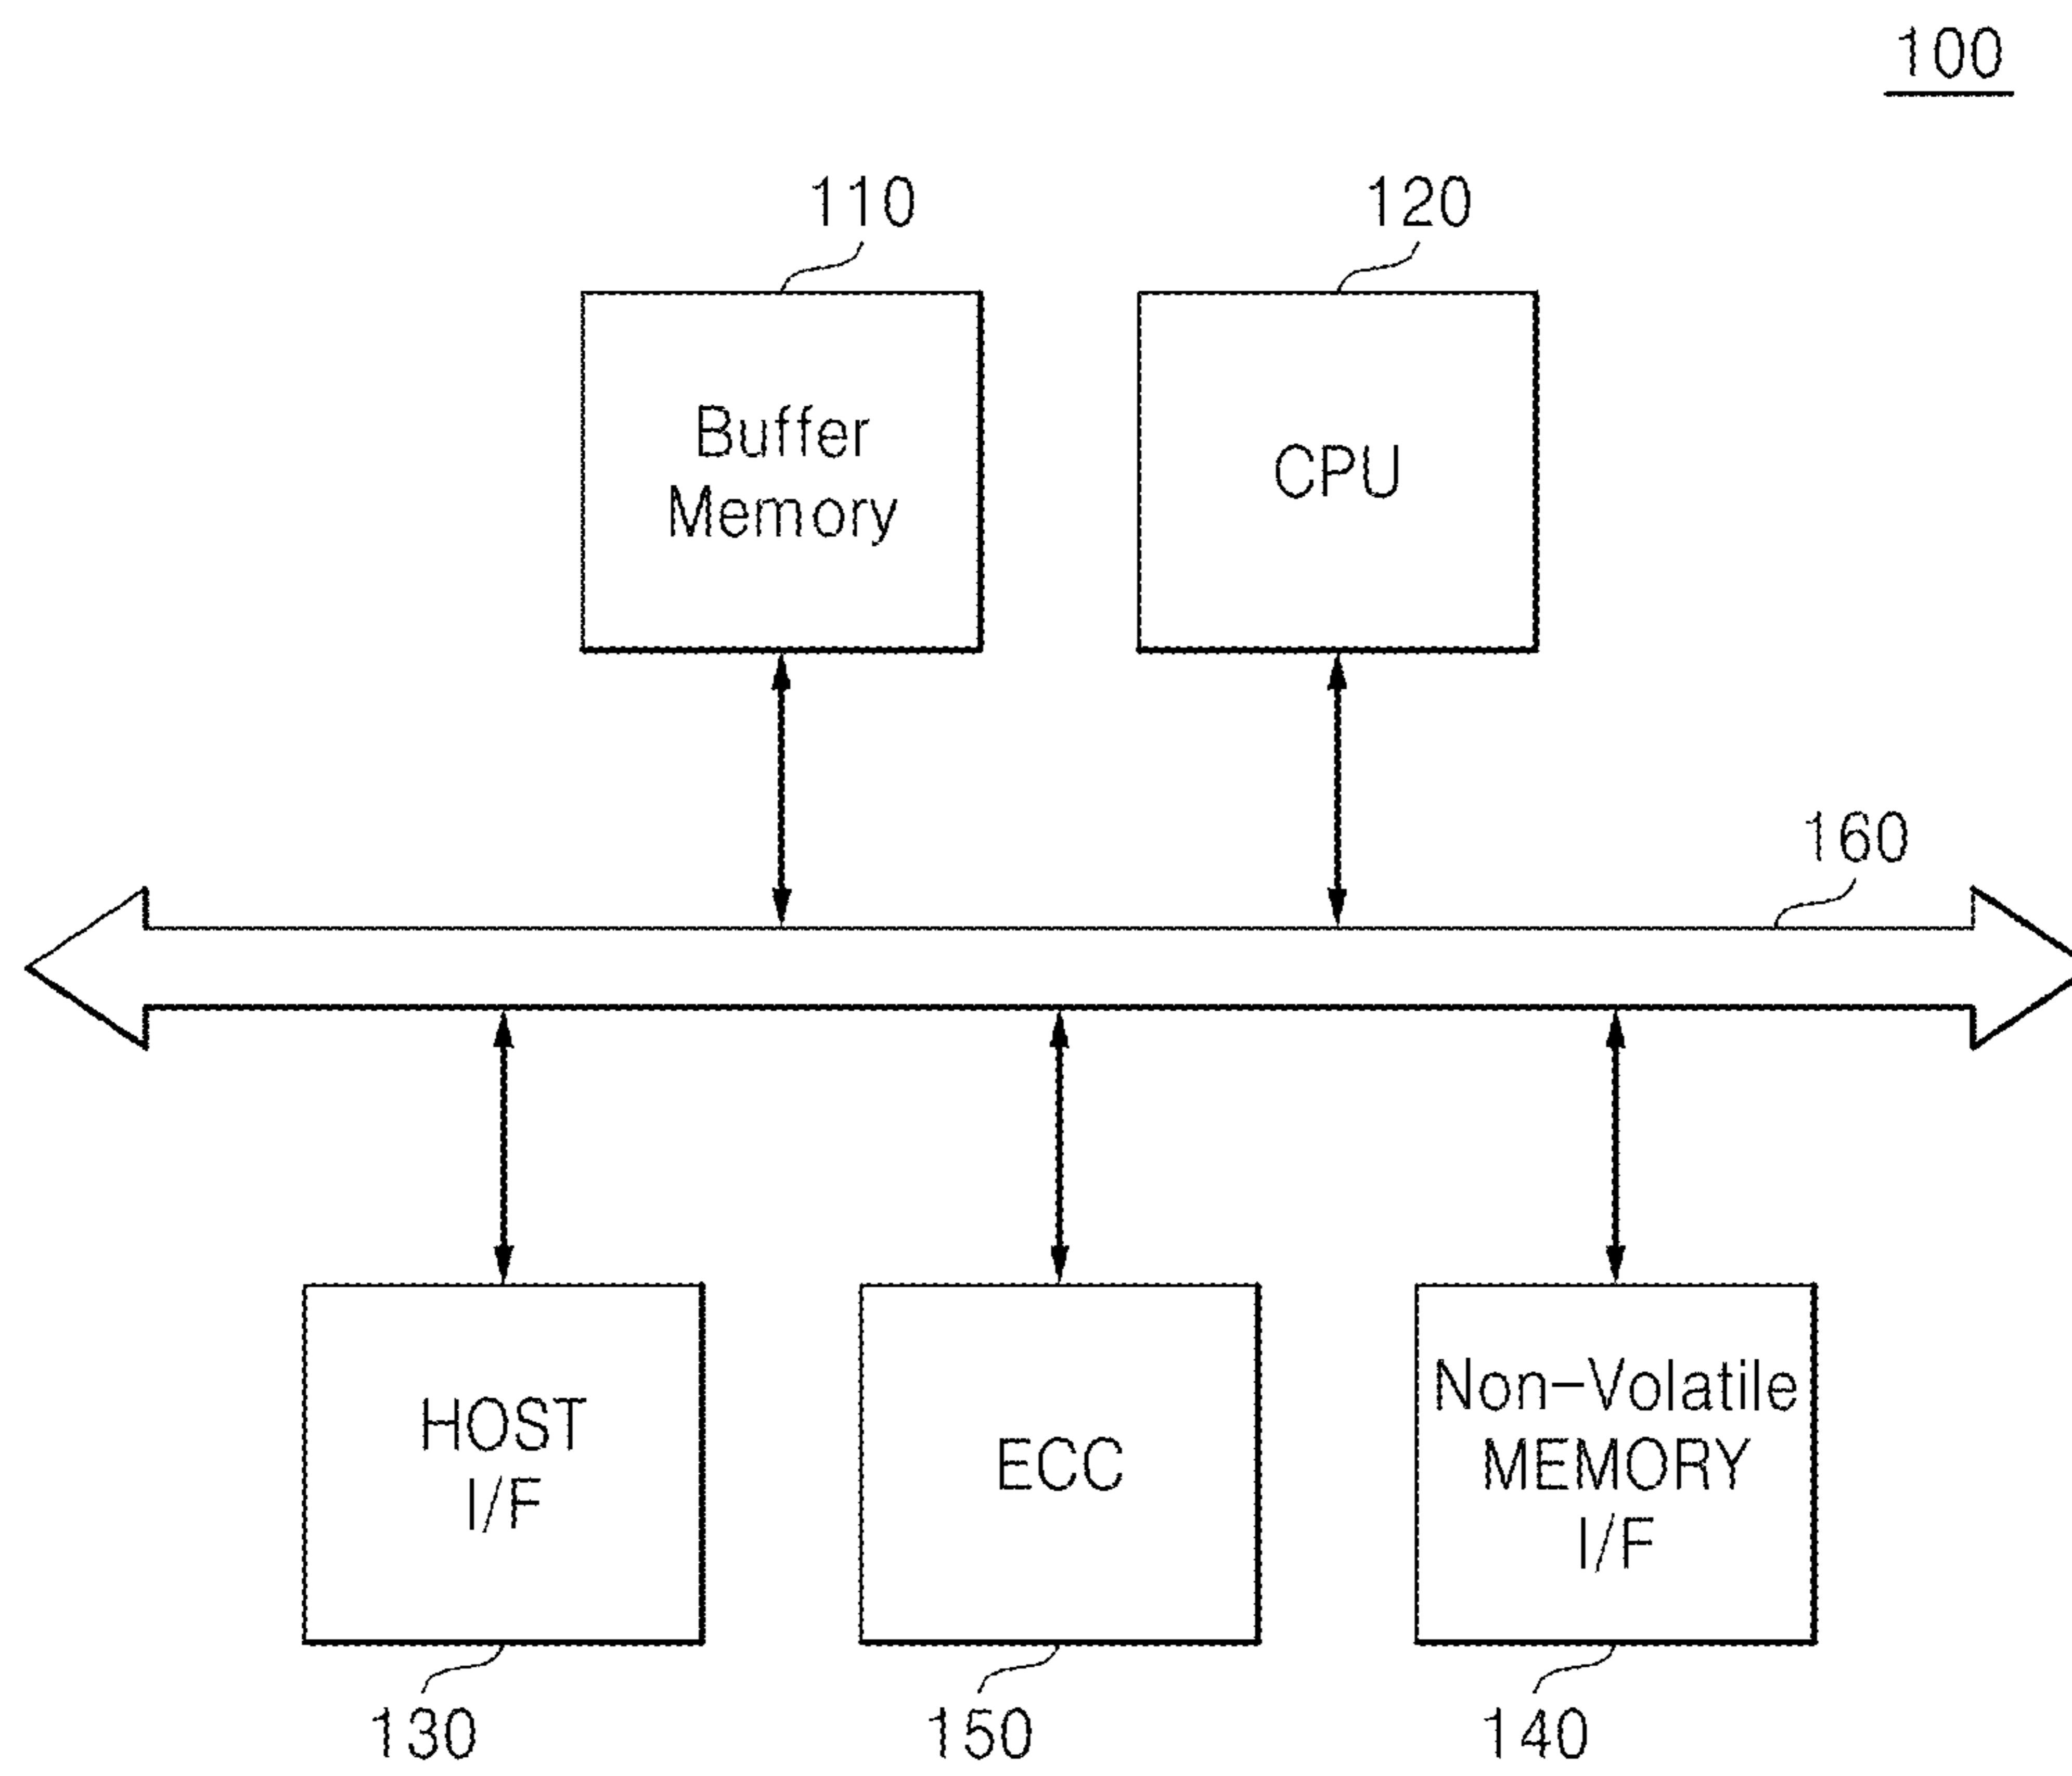 100
110
120
Buffer
Memory
CPU
160
HOST
I/F
ECC
Non-Volatile
MEMORY
I/F
130
150
140